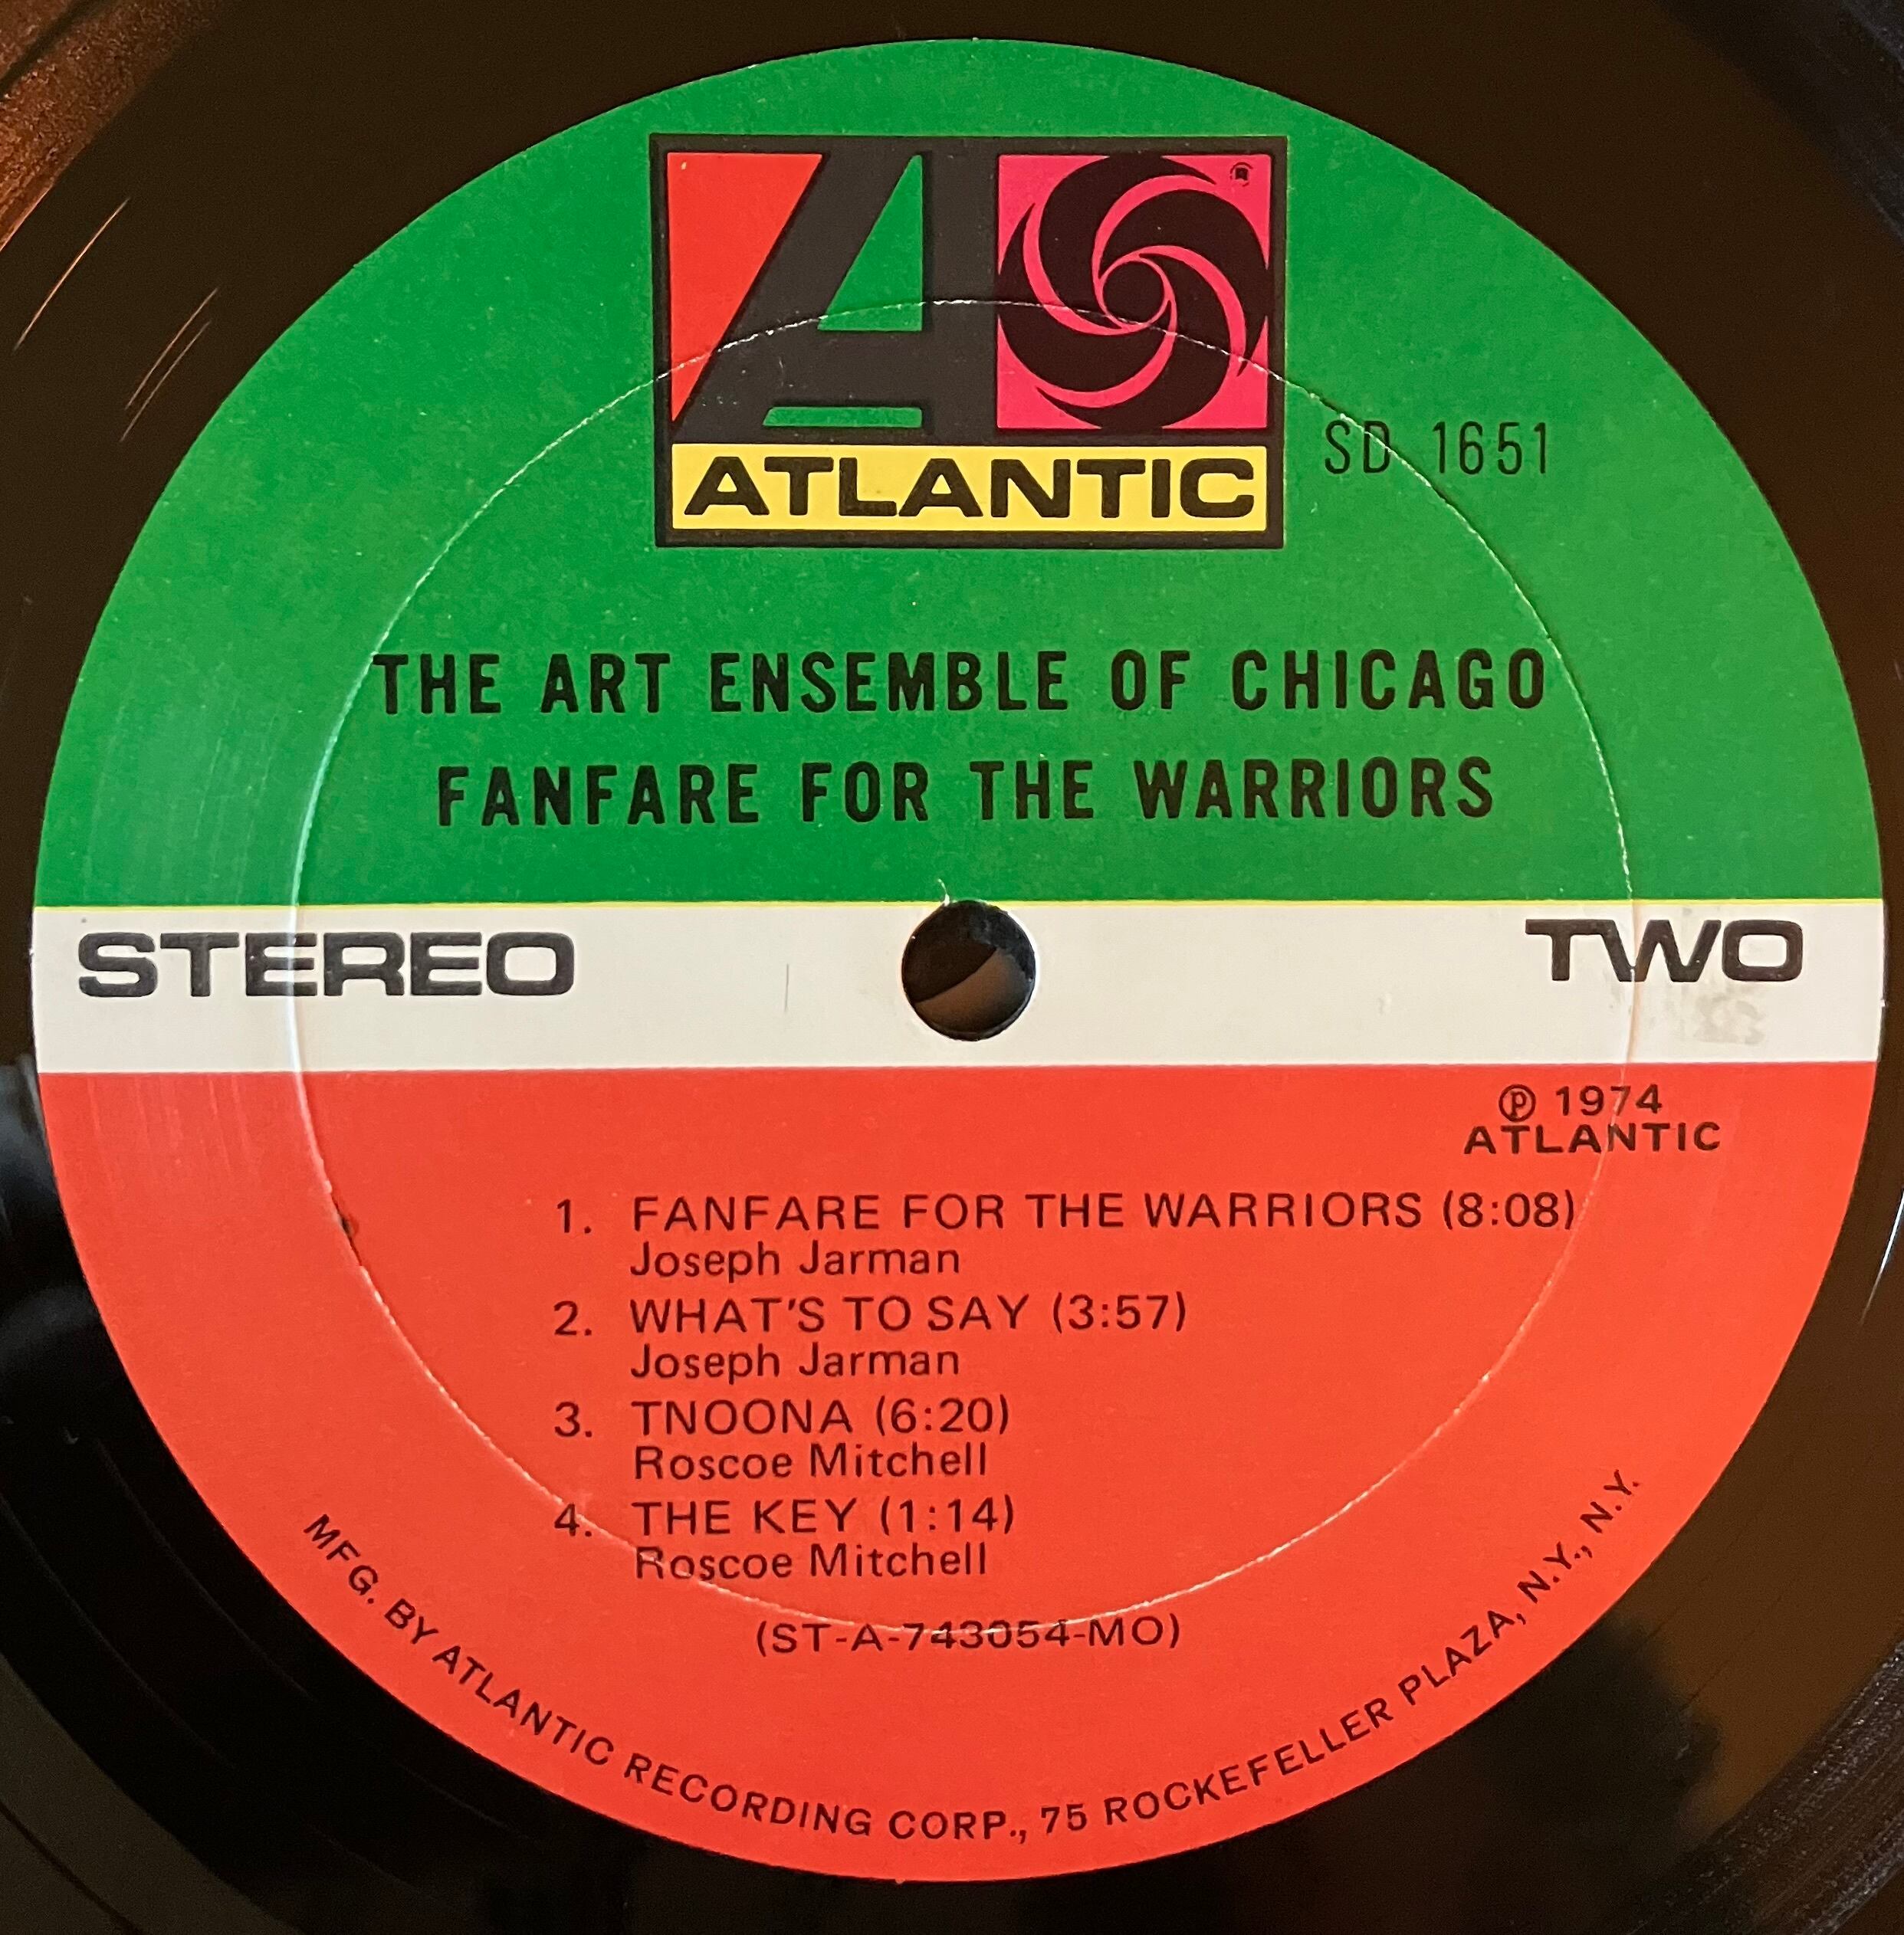 ATLANTIC
SD 1651
THE ART ENSEMBLE OF CHICAGO
FANFARE FOR THE WARRIORS
STEREO
TWO
℗ 1974
ATLANTIC
1. FANFARE FOR THE WARRIORS (8:08)
Joseph Jarman
2. WHAT'S TO SAY (3:57)
Joseph Jarman
3. TNOONA (6:20)
Roscoe Mitchell
4. THE KEY (1:14)
Roscoe Mitchell
(ST-A-743054-MO)
MFG. BY ATLANTIC RECORDING CORP., 75 ROCKEFELLER PLAZA, N.Y., N.Y.